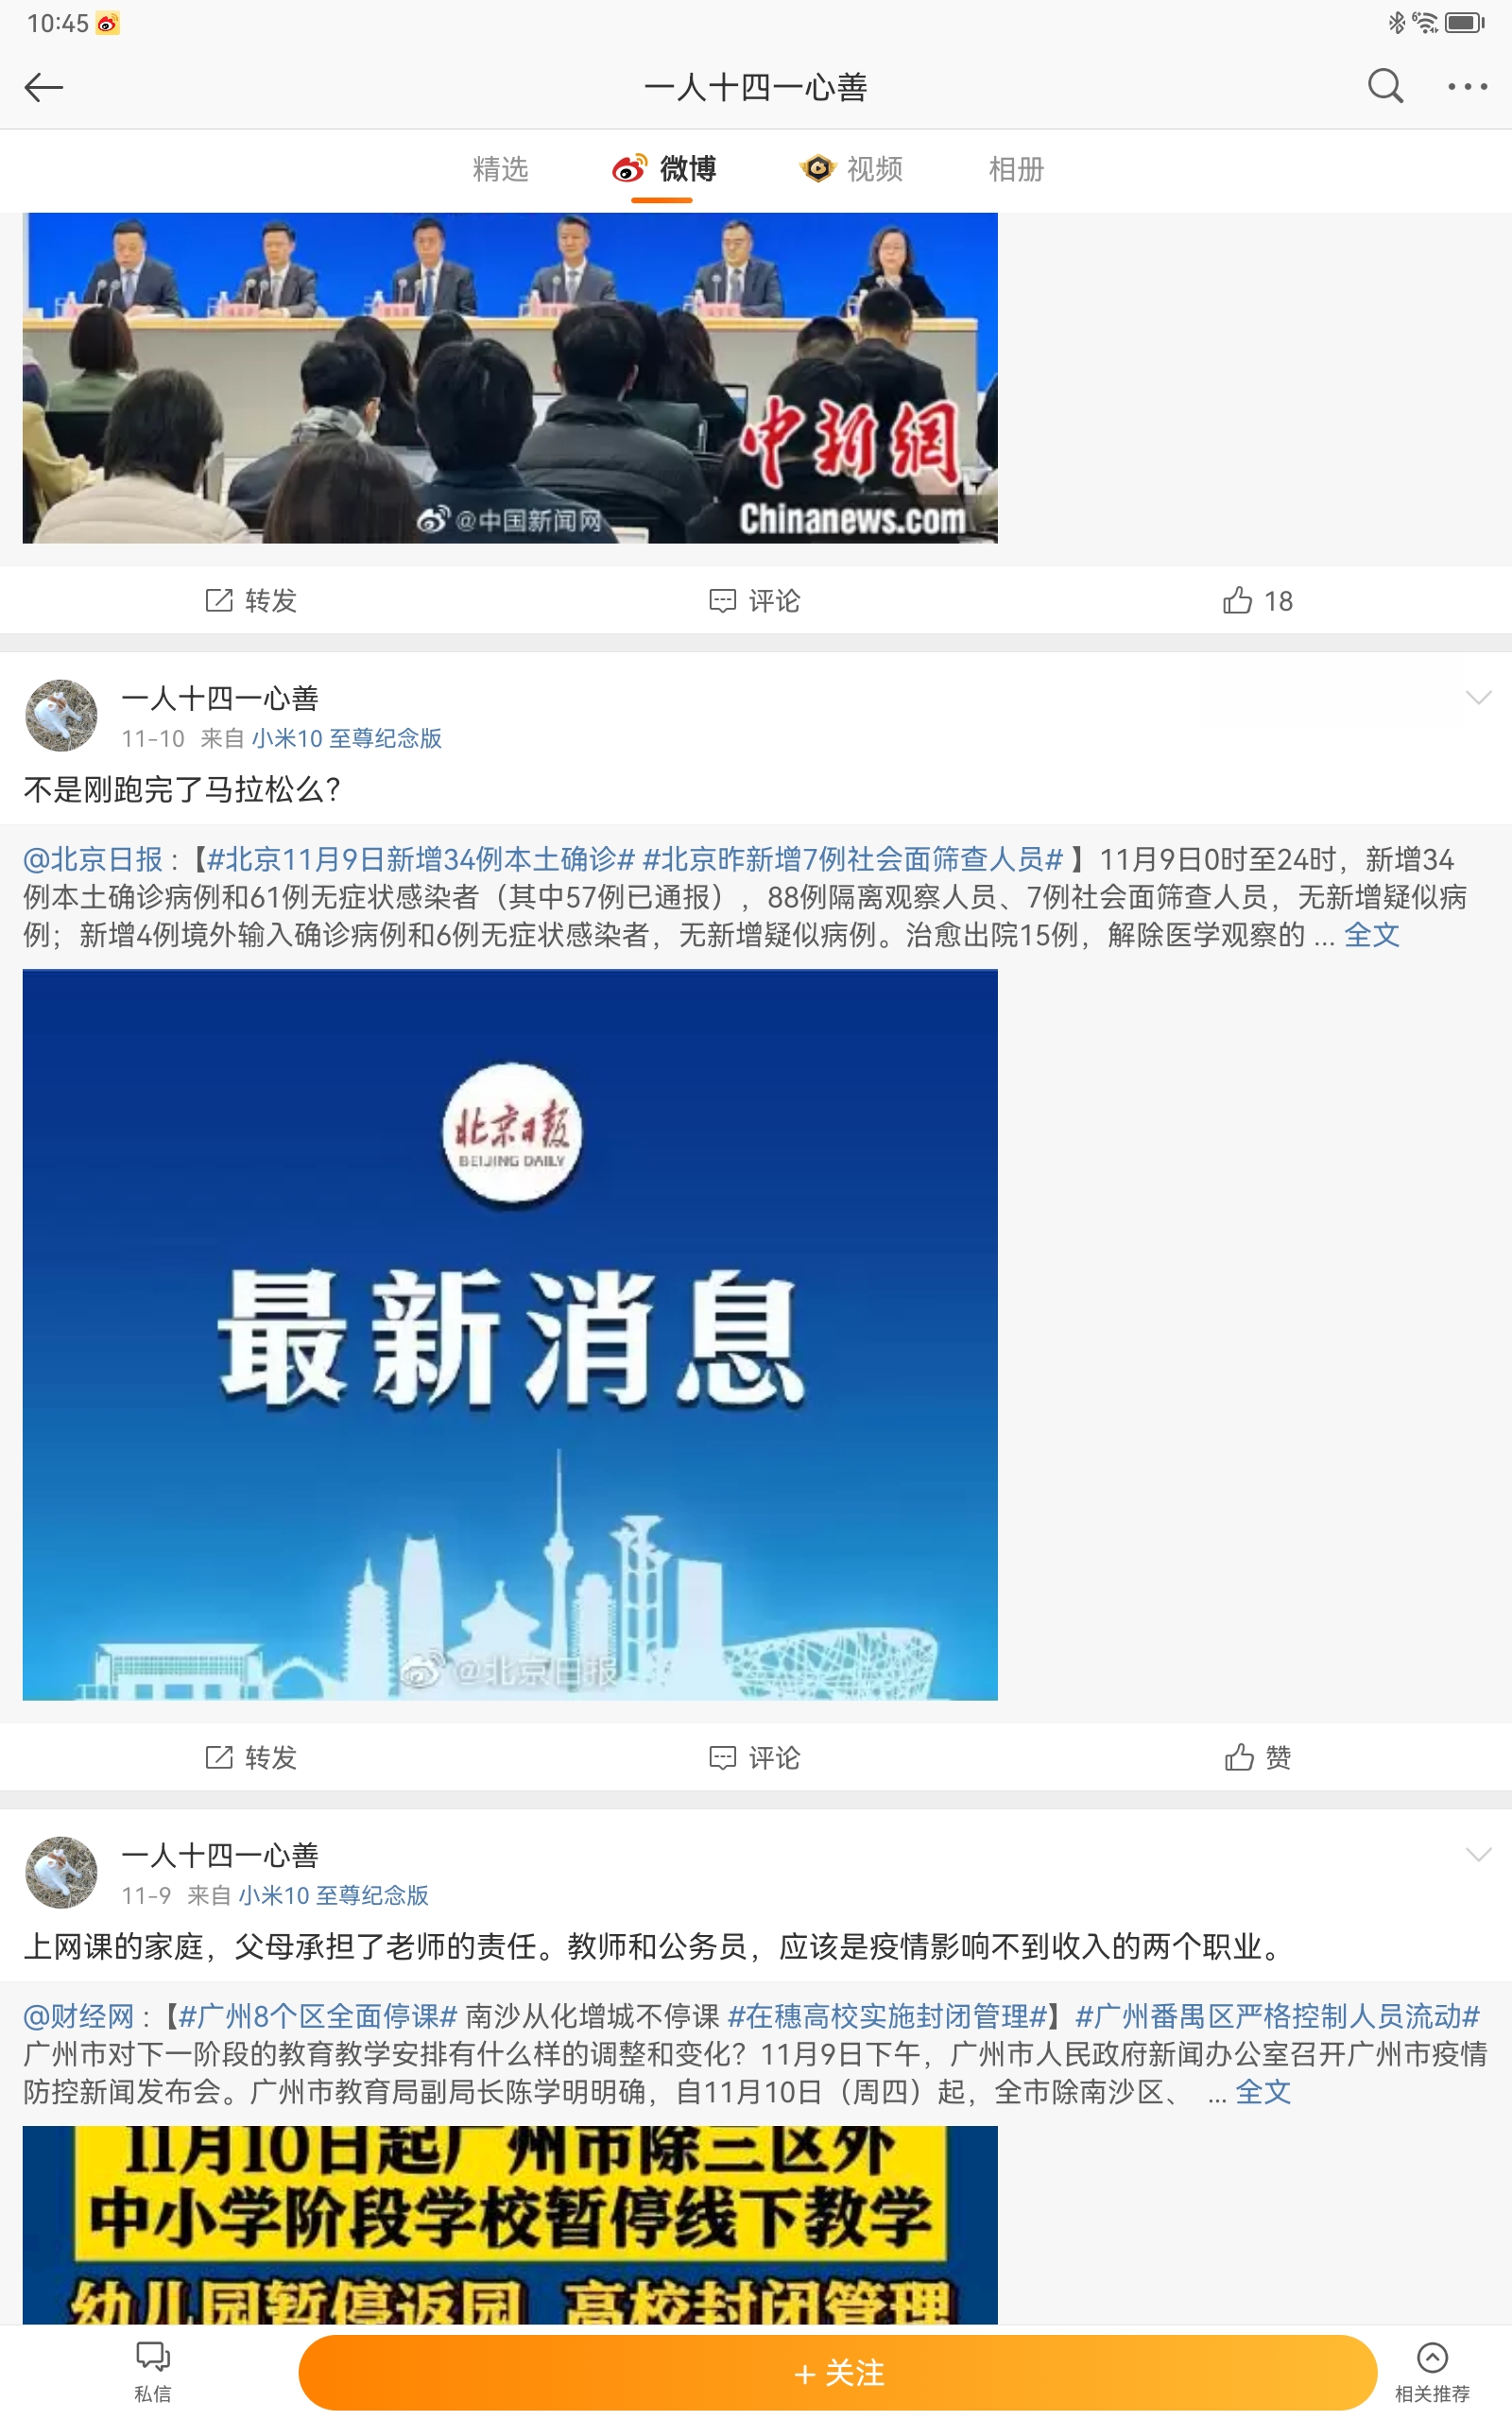 10:45
一人十四一心善
精选 微博 视频 相册
中新網
Chinanews.com
@中国新闻网
转发 评论 18
一人十四一心善
11-10 来自 小米10 至尊纪念版
不是刚跑完了马拉松么？
@北京日报：【#北京11月9日新增34例本土确诊# #北京昨新增7例社会面筛查人员# 】11月9日0时至24时，新增34
例本土确诊病例和61例无症状感染者（其中57例已通报），88例隔离观察人员、7例社会面筛查人员，无新增疑似病
例；新增4例境外输入确诊病例和6例无症状感染者，无新增疑似病例。治愈出院15例，解除医学观察的 ... 全文
北京日报
BEIJING DAILY
最新消息
@北京日报
转发 评论 赞
一人十四一心善
11-9 来自 小米10 至尊纪念版
上网课的家庭，父母承担了老师的责任。教师和公务员，应该是疫情影响不到收入的两个职业。
@财经网：【#广州8个区全面停课# 南沙从化增城不停课 #在穗高校实施封闭管理#】#广州番禺区严格控制人员流动#
广州市对下一阶段的教育教学安排有什么样的调整和变化？11月9日下午，广州市人民政府新闻办公室召开广州市疫情
防控新闻发布会。广州市教育局副局长陈学明明确，自11月10日（周四）起，全市除南沙区、 ... 全文
11月10日起广州市除三区外
中小学阶段学校暂停线下教学
幼儿园暂停返园 高校封闭管理
私信 +关注 相关推荐